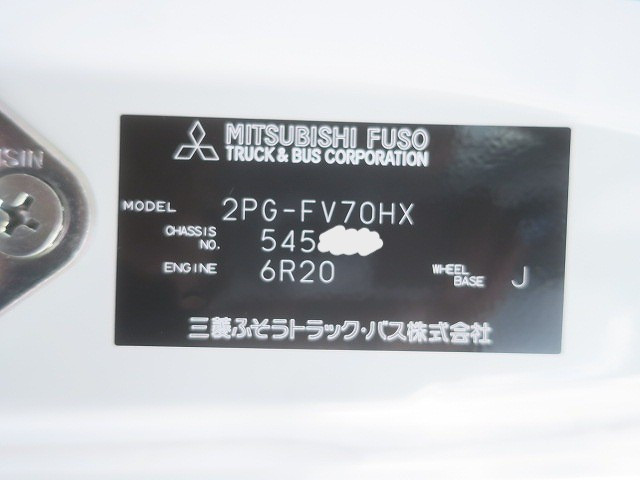 MITSUBISHI FUSO
TRUCK & BUS CORPORATION
MODEL 2PG-FV70HX
CHASSIS NO. 545
ENGINE 6R20 WHEEL BASE J
三菱ふそうトラック・バス株式会社